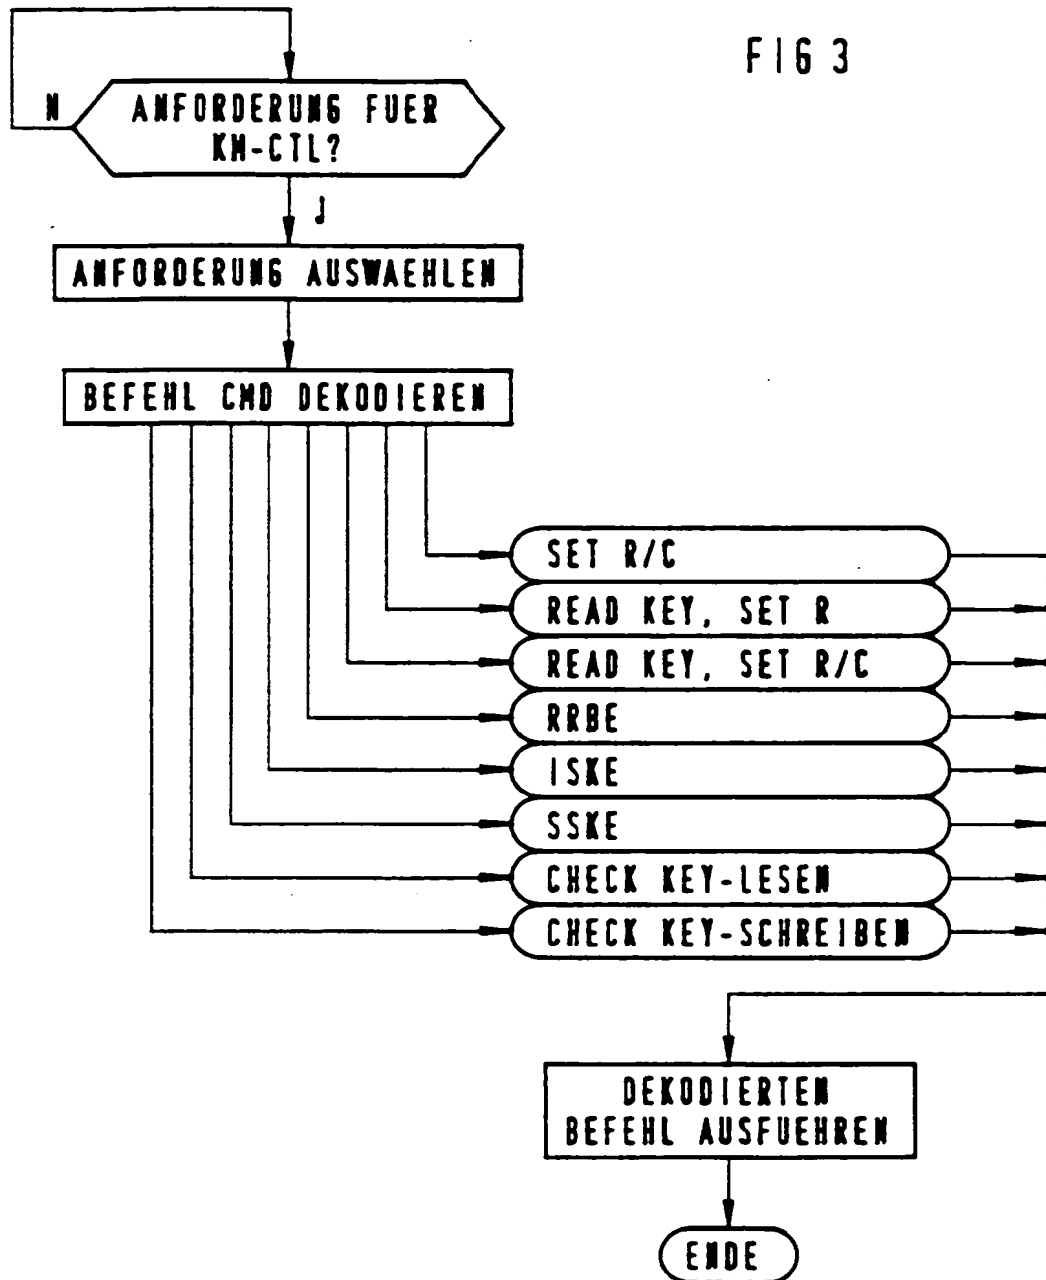 FIG 3
N
ANFORDERUNG FUER
KM-CTL?
J
ANFORDERUNG AUSWAEHLEN
BEFEHL CMD DEKODIEREN
SET R/C
READ KEY, SET R
READ KEY, SET R/C
RRBE
ISKE
SSKE
CHECK KEY-LESEN
CHECK KEY-SCHREIBEN
DEKODIERTEN
BEFEHL AUSFUEHREN
ENDE